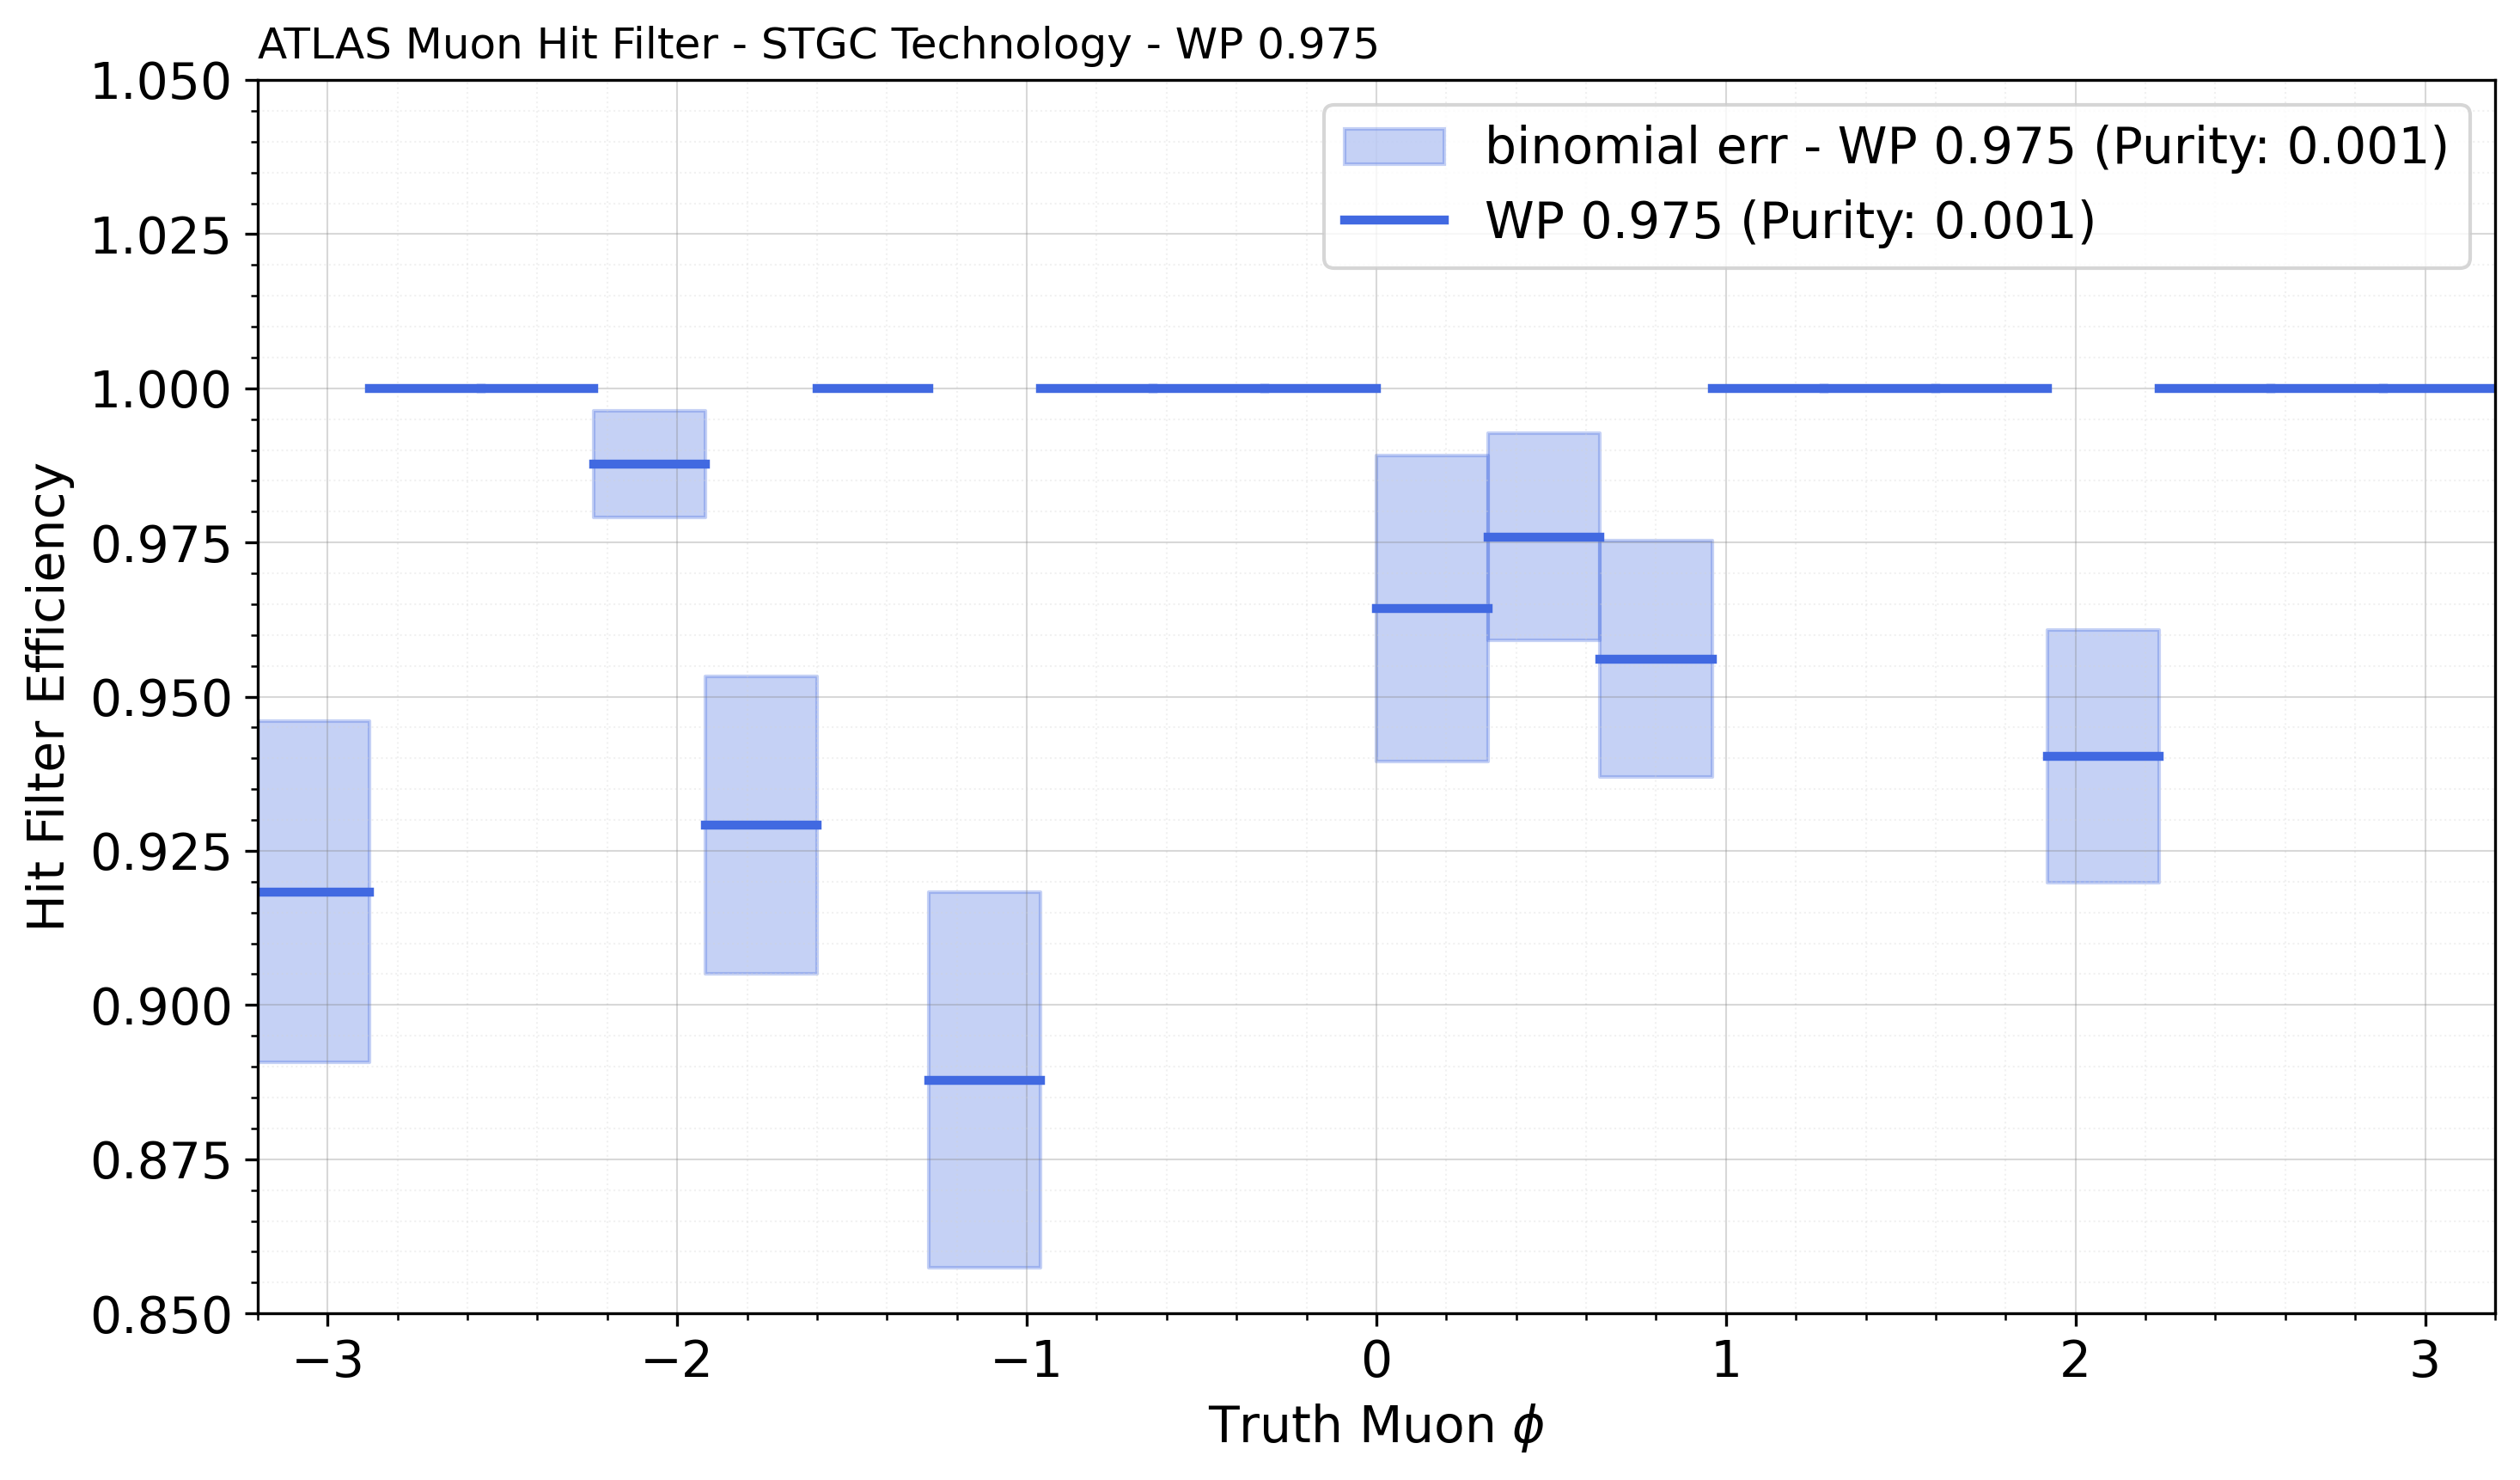 ATLAS Muon Hit Filter - STGC Technology - WP 0.975
1.050
1.025
1.000
0.975
0.950
0.925
0.900
0.875
0.850
Hit Filter Efficiency
binomial err - WP 0.975 (Purity: 0.001)
WP 0.975 (Purity: 0.001)
−3 −2 −1 0 1 2 3
Truth Muon ϕ